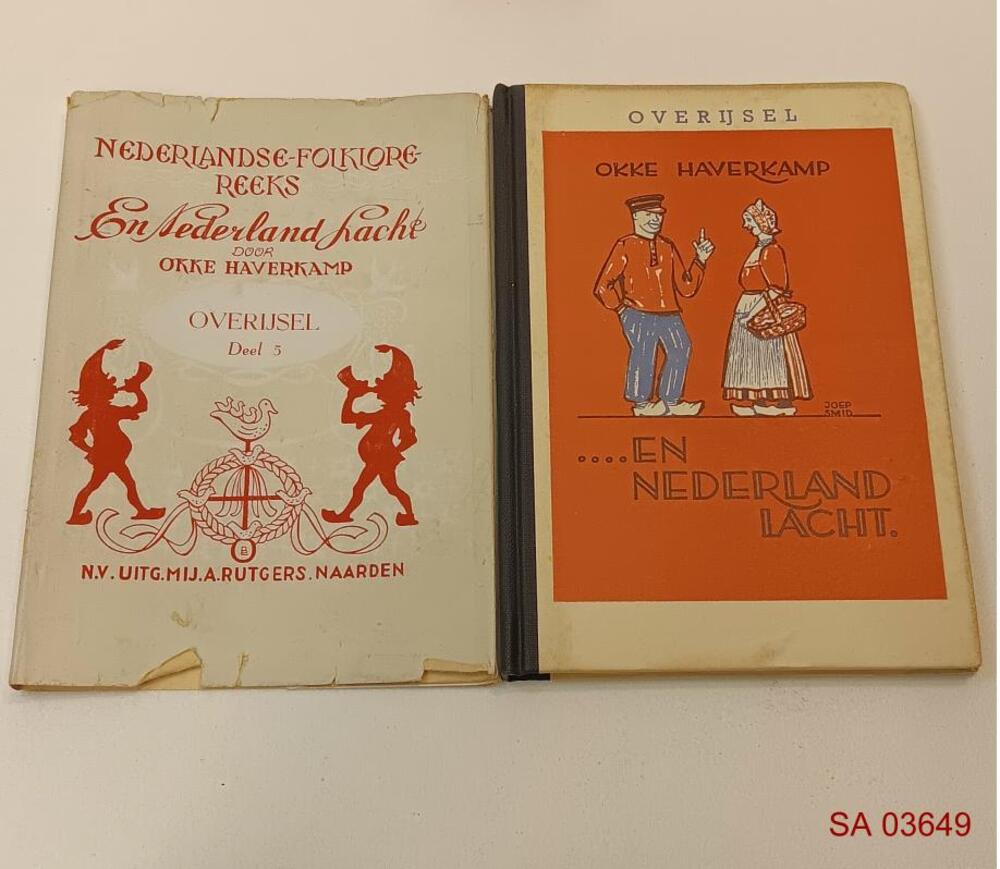 NEDERLANDSE-FOLKLORE-
REEKS
En Nederland Lacht
DOOR
OKKE HAVERKAMP
OVERIJSEL
Deel 5
N.V. UITG.MIJ.A.RUTGERS.NAARDEN
OVERIJSEL
OKKE HAVERKAMP
JOEP
SMID
....EN
NEDERLAND
LACHT.
SA 03649